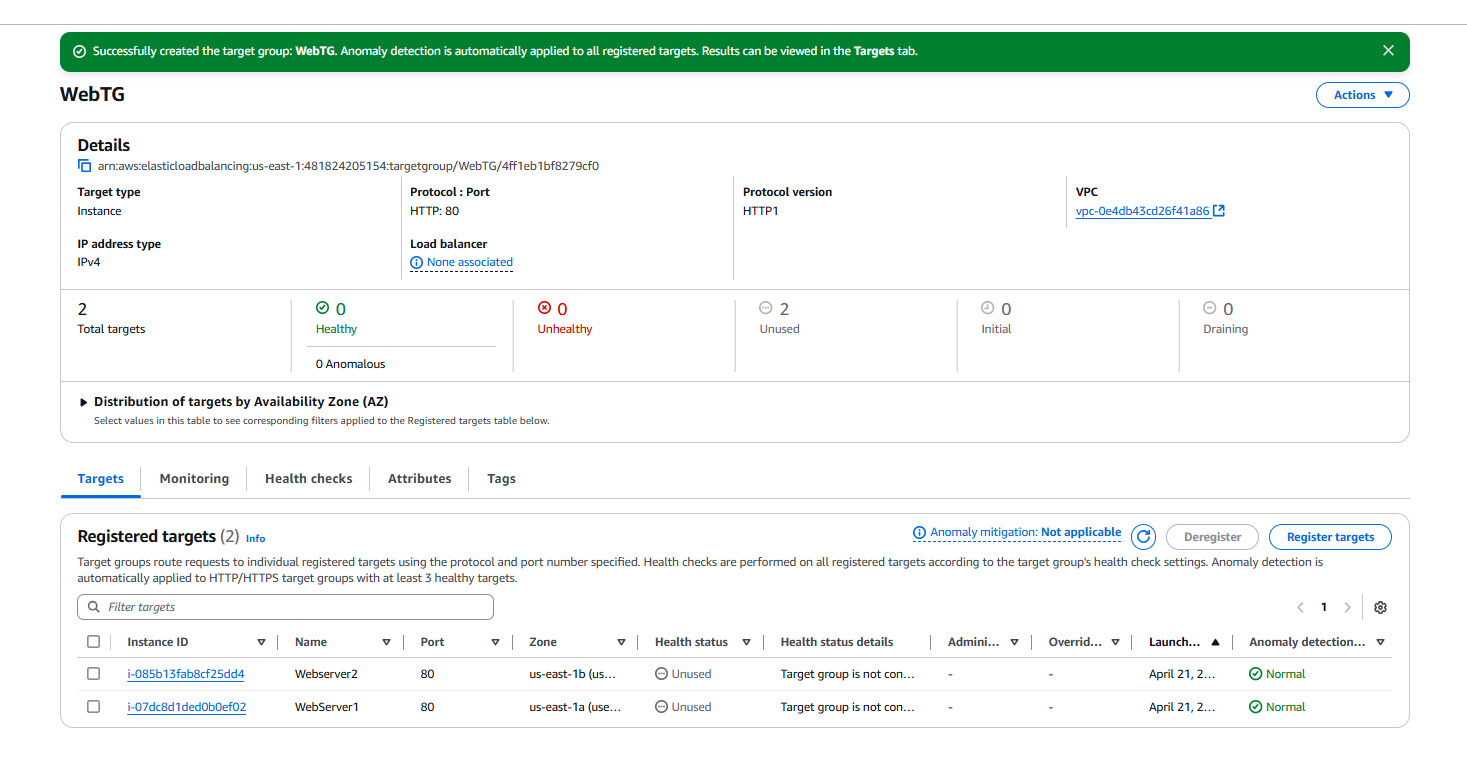 Successfully created the target group: WebTG. Anomaly detection is automatically applied to all registered targets. Results can be viewed in the Targets tab.
WebTG
Actions
Details
arn:aws:elasticloadbalancing:us-east-1:481824205154:targetgroup/WebTG/4ff1eb1bf8279cf0
Target type
Instance
Protocol : Port
HTTP: 80
Protocol version
HTTP1
VPC
vpc-0e4db43cd26f41a86
IP address type
IPv4
Load balancer
None associated
2
Total targets
0
Healthy
0 Anomalous
0
Unhealthy
2
Unused
0
Initial
0
Draining
Distribution of targets by Availability Zone (AZ)
Select values in this table to see corresponding filters applied to the Registered targets table below.
Targets Monitoring Health checks Attributes Tags
Registered targets (2) Info
Anomaly mitigation: Not applicable
Deregister
Register targets
Target groups route requests to individual registered targets using the protocol and port number specified. Health checks are performed on all registered targets according to the target group's health check settings. Anomaly detection is
automatically applied to HTTP/HTTPS target groups with at least 3 healthy targets.
Filter targets
1
Instance ID Name Port Zone Health status Health status details Admini... Overrid... Launch... Anomaly detection...
i-085b13fab8cf25dd4 Webserver2 80 us-east-1b (us... Unused Target group is not con... - - April 21, 2... Normal
i-07dc8d1ded0b0ef02 WebServer1 80 us-east-1a (use... Unused Target group is not con... - - April 21, 2... Normal